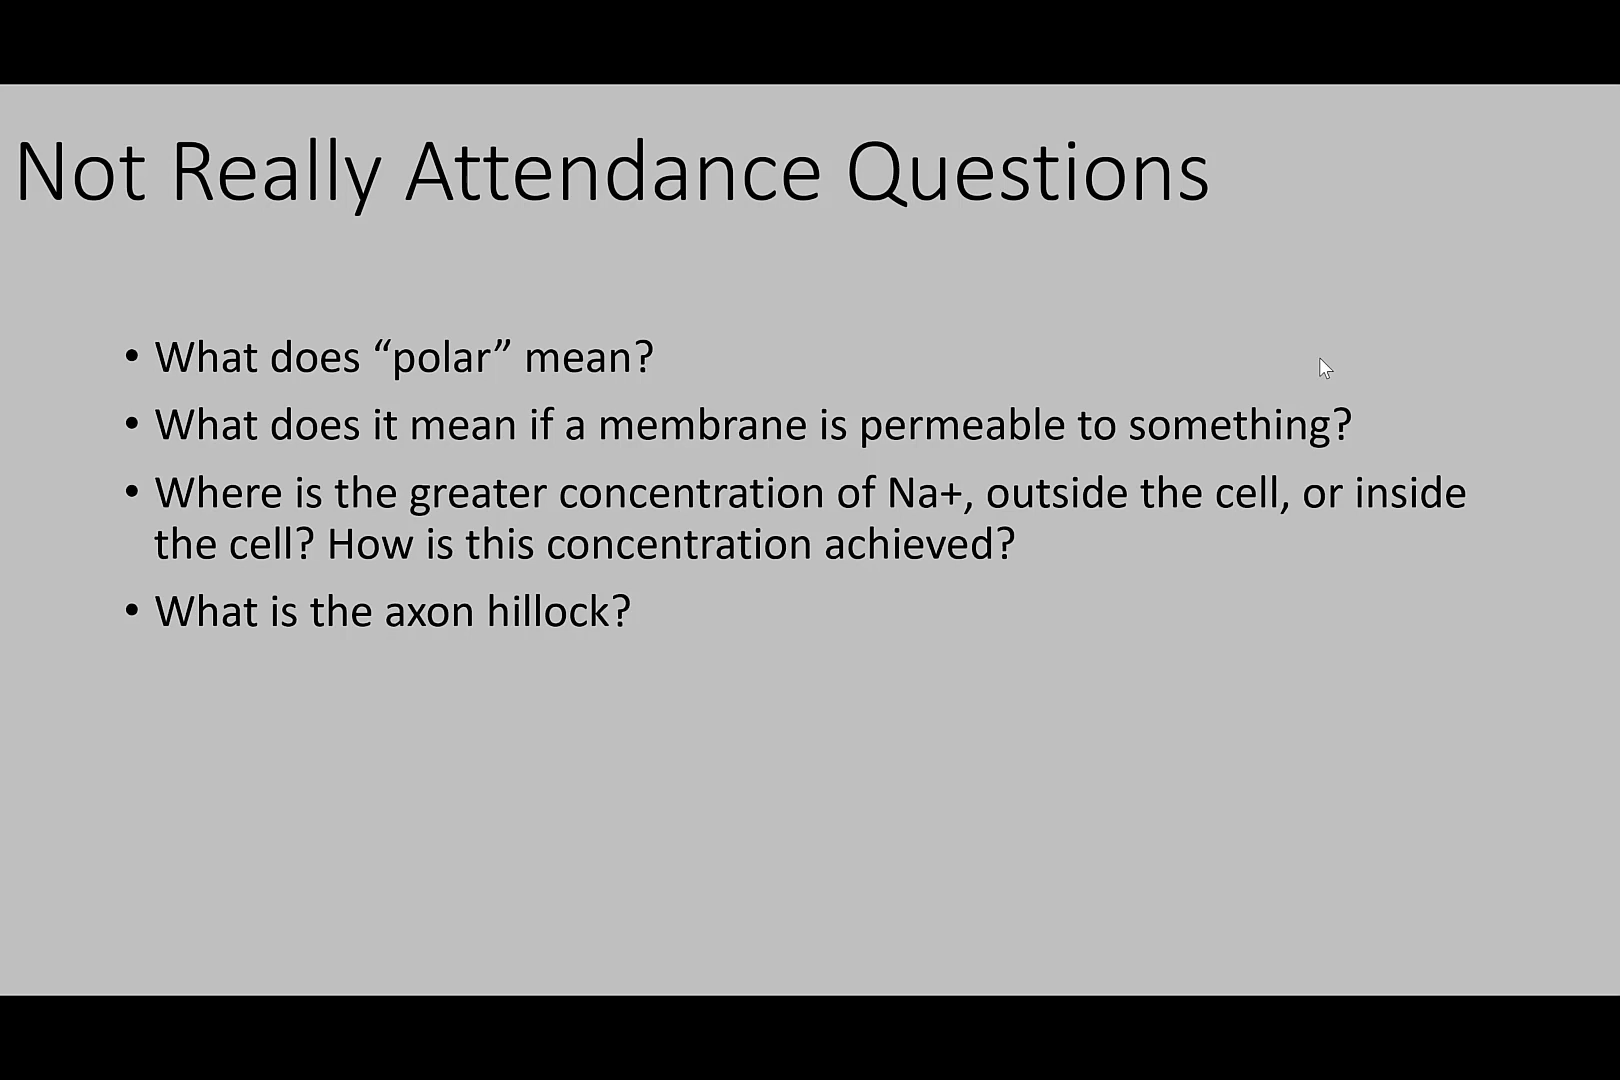 Not Really Attendance Questions
• What does “polar” mean?
• What does it mean if a membrane is permeable to something?
• Where is the greater concentration of Na+, outside the cell, or inside
the cell? How is this concentration achieved?
• What is the axon hillock?